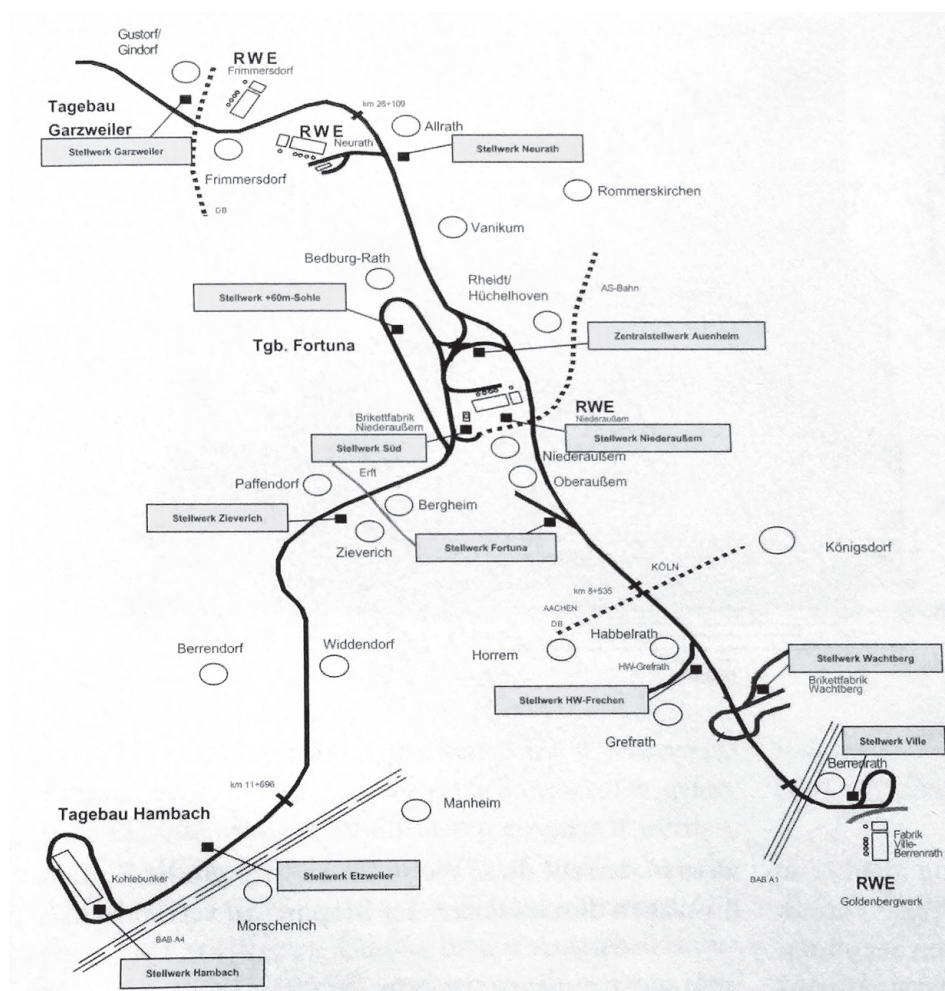 Gustorf/
Gindorf
RWE
Frimmersdorf
Tagebau
Garzweiler
km 26+109
RWE
Neurath
Allrath
Stellwerk Garzweiler
Stellwerk Neurath
Frimmersdorf
DB
Rommerskirchen
Vanikum
Bedburg-Rath
Rheidt/
Hüchelhoven
AS-Bahn
Stellwerk +60m-Sohle
Tgb. Fortuna
Zentralstellwerk Auenheim
Brikettfabrik
Niederaußem
RWE
Niederaußem
Stellwerk Süd
Stellwerk Niederaußem
Erft
Niederaußem
Paffendorf
Oberaußem
Bergheim
Stellwerk Zieverich
Zieverich
Stellwerk Fortuna
Königsdorf
KÖLN
km 8+535
AACHEN
DB
Habbelrath
Berrendorf
Widdendorf
Horrem
HW-Grefrath
Stellwerk Wachtberg
Brikettfabrik
Wachtberg
Stellwerk HW-Frechen
Grefrath
Stellwerk Ville
Berrenrath
km 11+696
Tagebau Hambach
Manheim
Fabrik
Ville-
Berrenrath
Kohlebunker
Stellwerk Etzweiler
BAB A1
RWE
Goldenbergwerk
Morschenich
BAB A4
Stellwerk Hambach